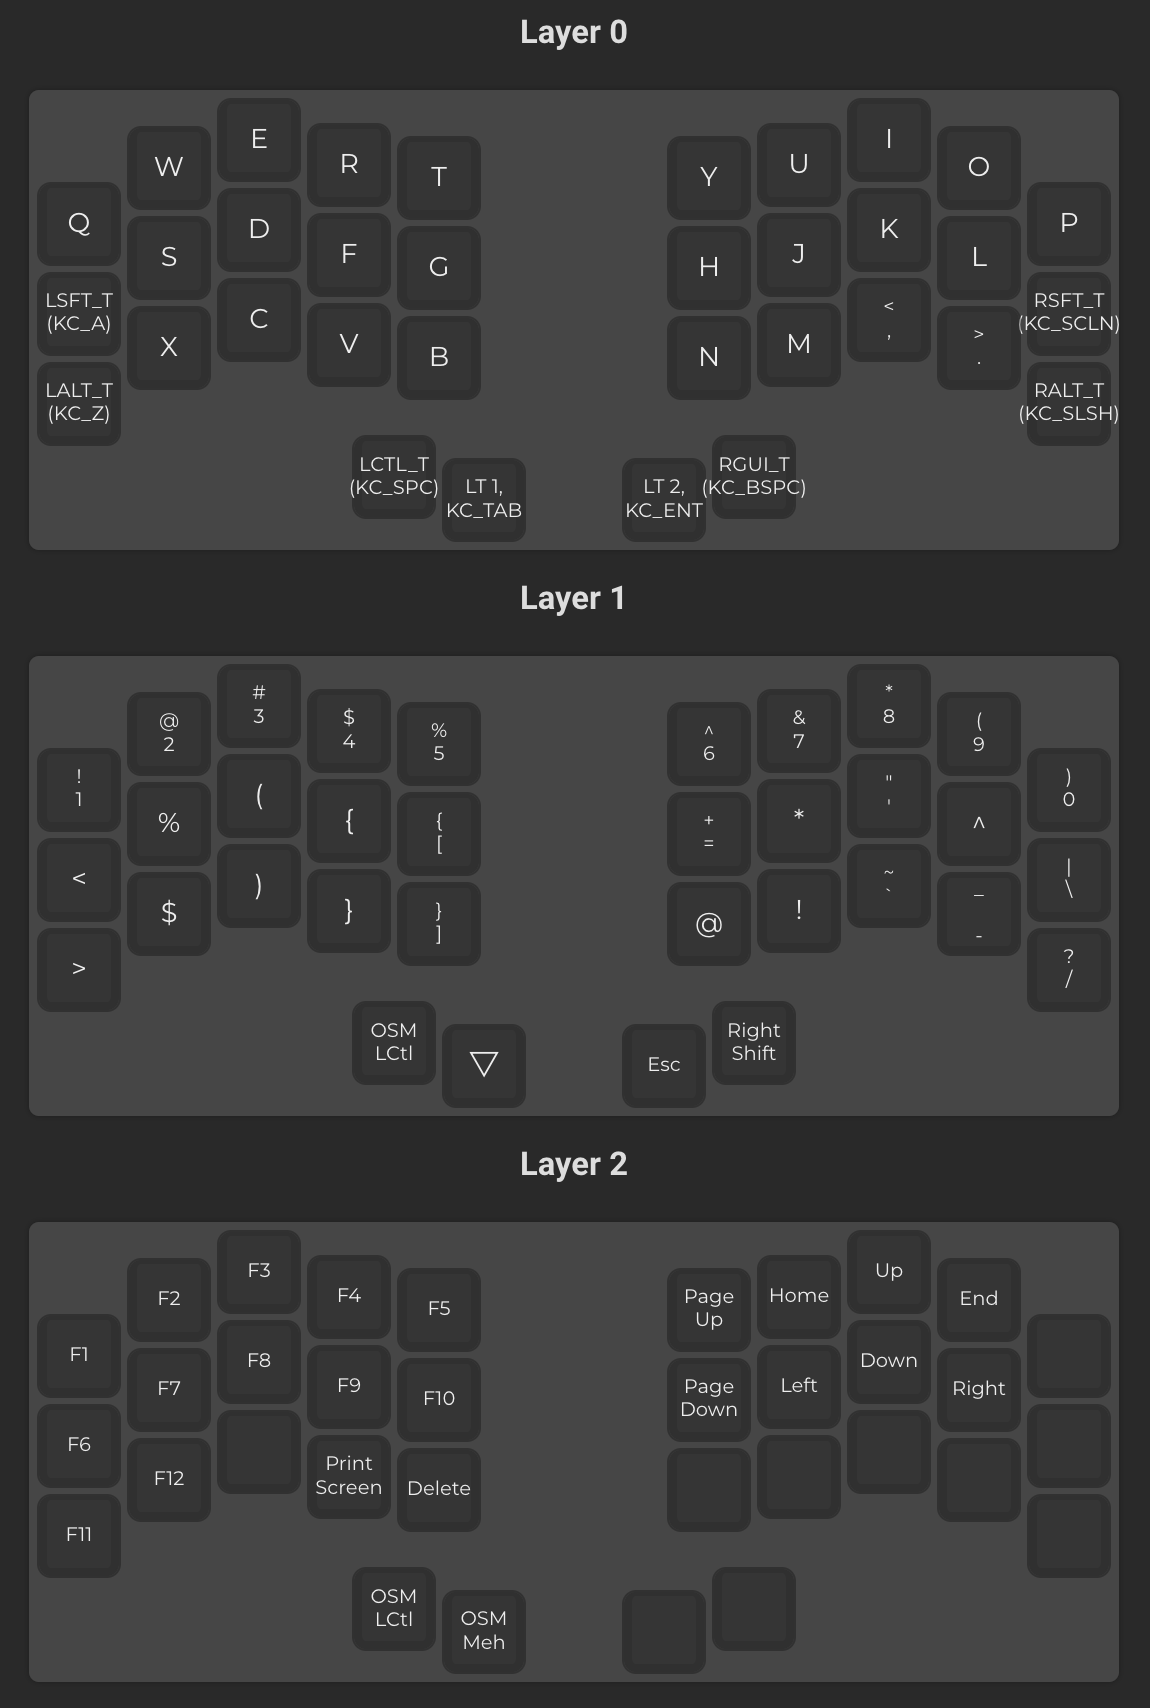 Layer 0
Q
W
E
R
T
Y
U
I
O
P
LSFT_T
(KC_A)
S
D
F
G
H
J
K
L
RSFT_T
(KC_SCLN)
LALT_T
(KC_Z)
X
C
V
B
N
M
<
,
>
.
RALT_T
(KC_SLSH)
LCTL_T
(KC_SPC)
LT 1,
KC_TAB
LT 2,
KC_ENT
RGUI_T
(KC_BSPC)
Layer 1
!
1
@
2
#
3
$
4
%
5
^
6
&
7
*
8
(
9
)
0
<
%
(
{
{
[
+
=
*
"
'
^
|
\
>
$
)
}
}
]
@
!
~
`
_
-
?
/
OSM
LCtl
▽
Esc
Right
Shift
Layer 2
F1
F2
F3
F4
F5
Page
Up
Home
Up
End
F6
F7
F8
F9
F10
Page
Down
Left
Down
Right
F11
F12
Print
Screen
Delete
OSM
LCtl
OSM
Meh